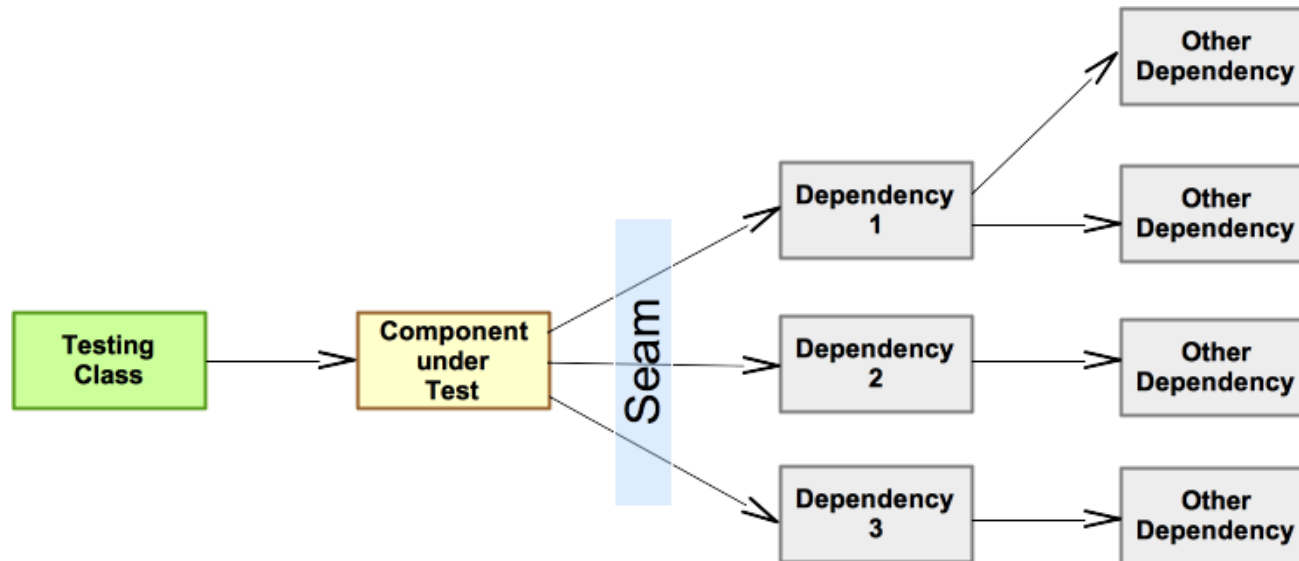 Testing
Class
Component
under
Test
Seam
Dependency
1
Dependency
2
Dependency
3
Other
Dependency
Other
Dependency
Other
Dependency
Other
Dependency